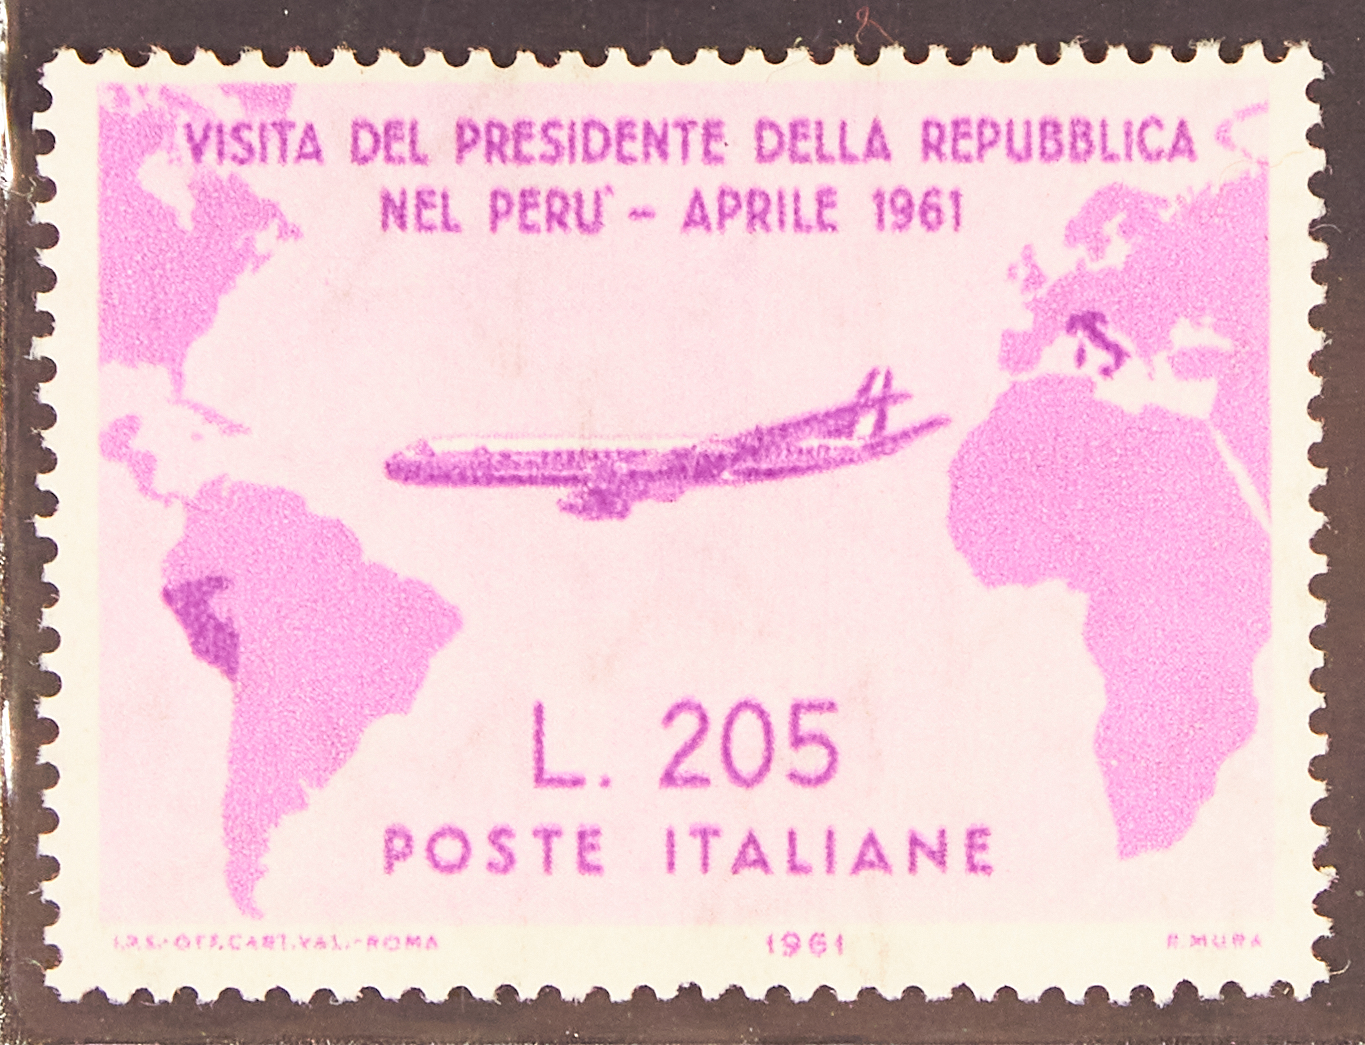 VISITA DEL PRESIDENTE DELLA REPUBBLICA
NEL PERU' - APRILE 1961
L. 205
POSTE ITALIANE
I.P.S.-OFF.CART.VAL.-ROMA 1961 R.MURA